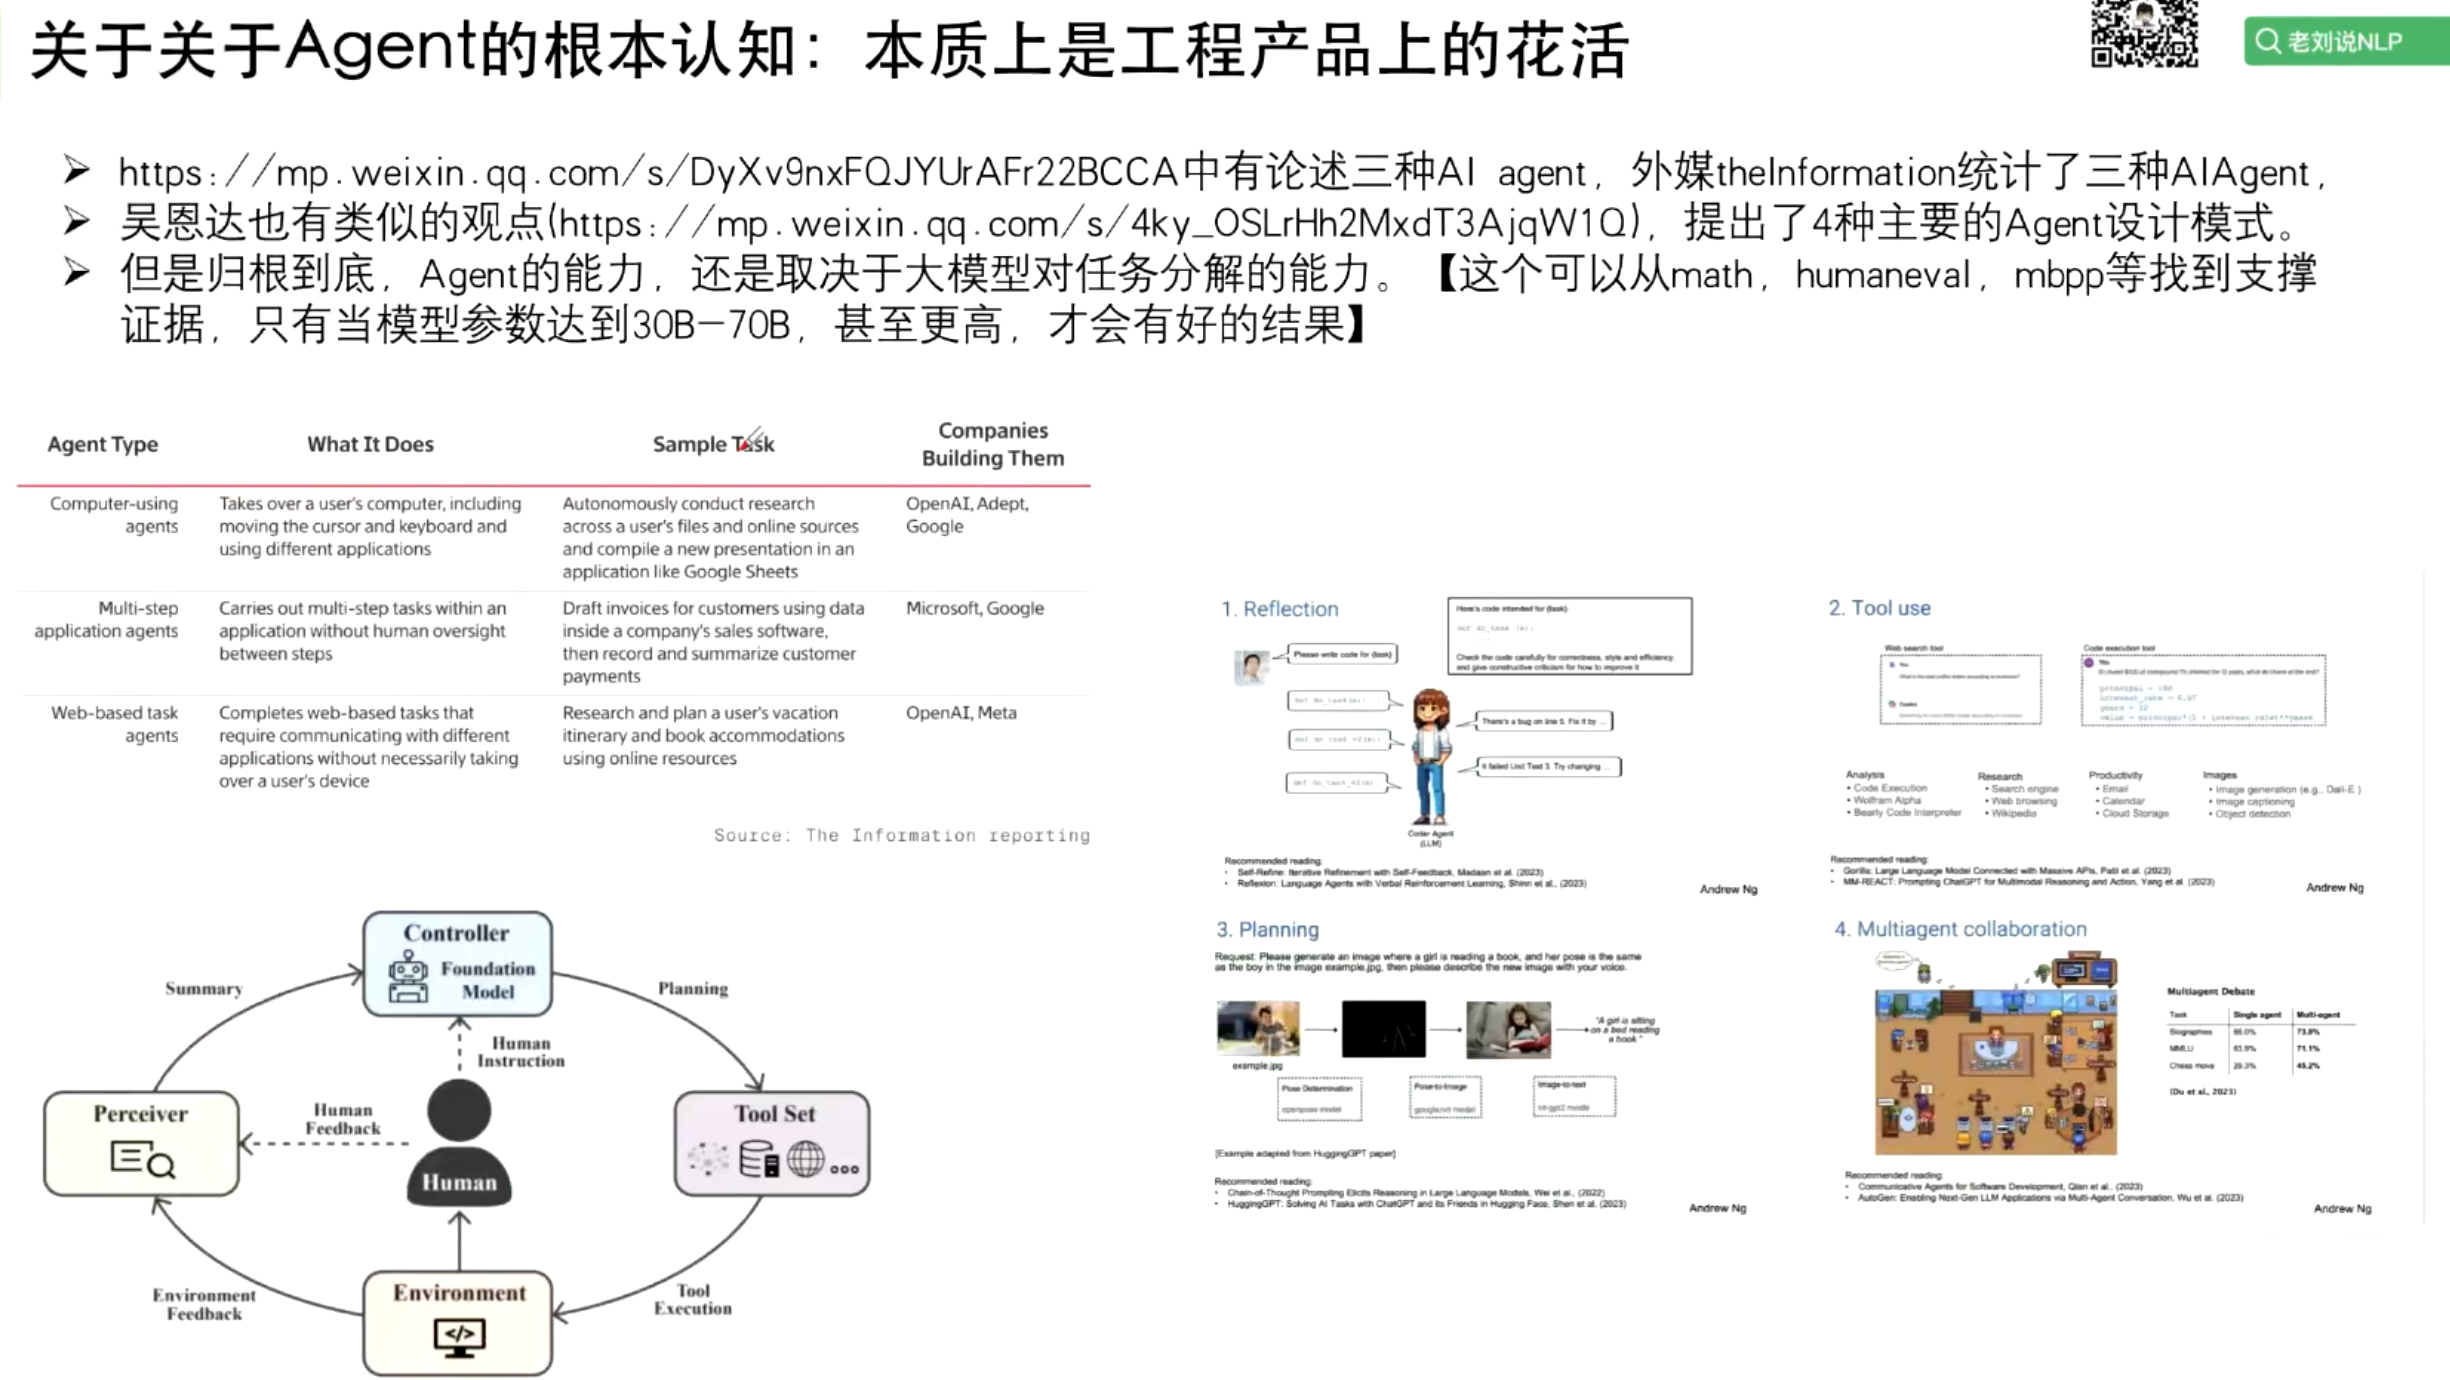 关于关于Agent的根本认知：本质上是工程产品上的花活
老刘说NLP
➢ https://mp.weixin.qq.com/s/DyXv9nxFQJYUrAFr22BCCA中有论述三种AI agent，外媒theInformation统计了三种AIAgent，
➢ 吴恩达也有类似的观点(https://mp.weixin.qq.com/s/4ky_OSLrHh2MxdT3AjqW1Q)，提出了4种主要的Agent设计模式。
➢ 但是归根到底，Agent的能力，还是取决于大模型对任务分解的能力。【这个可以从math，humaneval，mbpp等找到支撑
证据，只有当模型参数达到30B-70B，甚至更高，才会有好的结果】
Agent Type
What It Does
Sample Task
Companies
Building Them
Computer-using
agents
Takes over a user's computer, including
moving the cursor and keyboard and
using different applications
Autonomously conduct research
across a user's files and online sources
and compile a new presentation in an
application like Google Sheets
OpenAI, Adept,
Google
Multi-step
application agents
Carries out multi-step tasks within an
application without human oversight
between steps
Draft invoices for customers using data
inside a company's sales software,
then record and summarize customer
payments
Microsoft, Google
Web-based task
agents
Completes web-based tasks that
require communicating with different
applications without necessarily taking
over a user's device
Research and plan a user's vacation
itinerary and book accommodations
using online resources
OpenAI, Meta
Source: The Information reporting
Controller
Foundation
Model
Summary
Planning
Human
Instruction
Perceiver
Human
Feedback
Human
Tool Set
Environment
Feedback
Environment
</>
Tool
Execution
1. Reflection
Please write code for {task}
Here's code intended for {task}:
Check the code carefully for correctness, style and efficiency,
and give constructive criticism for how to improve it
There's a bug on line 5. Fix it by ...
It failed Unit Test 3. Try changing ...
Coder Agent
(LLM)
Recommended reading:
• Self-Refine: Iterative Refinement with Self-Feedback, Madaan et al. (2023)
• Reflexion: Language Agents with Verbal Reinforcement Learning, Shinn et al., (2023)
Andrew Ng
2. Tool use
Web search tool
Code execution tool
You
You
Copilot
Analysis
• Code Execution
• Wolfram Alpha
• Bearly Code Interpreter
Research
• Search engine
• Web browsing
• Wikipedia
Productivity
• Email
• Calendar
• Cloud Storage
Images
• Image generation (e.g., Dall-E )
• Image captioning
• Object detection
Recommended reading:
• Gorilla: Large Language Model Connected with Massive APIs, Patil et al. (2023)
• MM-REACT: Prompting ChatGPT for Multimodal Reasoning and Action, Yang et al. (2023)
Andrew Ng
3. Planning
Request: Please generate an image where a girl is reading a book, and her pose is the same
as the boy in the image example.jpg, then please describe the new image with your voice.
"A girl is sitting
on a bed reading
a book."
example.jpg
Pose Determination
openpose model
Pose-to-Image
google/vit model
Image-to-text
[Example adapted from HuggingGPT paper]
Recommended reading:
• Chain-of-Thought Prompting Elicits Reasoning in Large Language Models, Wei et al., (2022)
• HuggingGPT: Solving AI Tasks with ChatGPT and its Friends in Hugging Face, Shen et al. (2023)
Andrew Ng
4. Multiagent collaboration
Multiagent Debate
Task Single agent Multi-agent
Biographies 66.0% 73.8%
MMLU 63.9% 71.1%
Chess move 29.3% 45.2%
(Du et al., 2023)
Recommended reading:
• Communicative Agents for Software Development, Qian et al., (2023)
• AutoGen: Enabling Next-Gen LLM Applications via Multi-Agent Conversation, Wu et al. (2023)
Andrew Ng